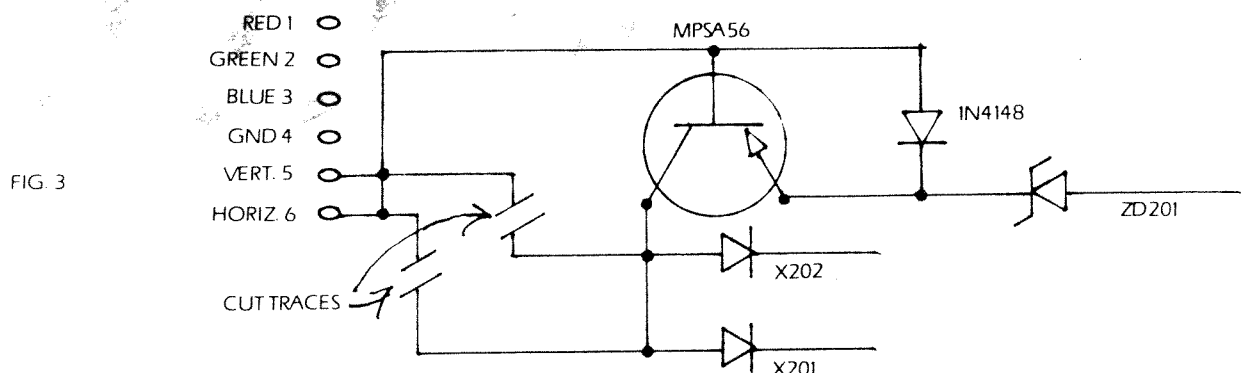 RED 1
MPSA56
GREEN 2
BLUE 3
1N4148
GND 4
FIG. 3
VERT. 5
HORIZ. 6
ZD201
X202
CUT TRACES
X201